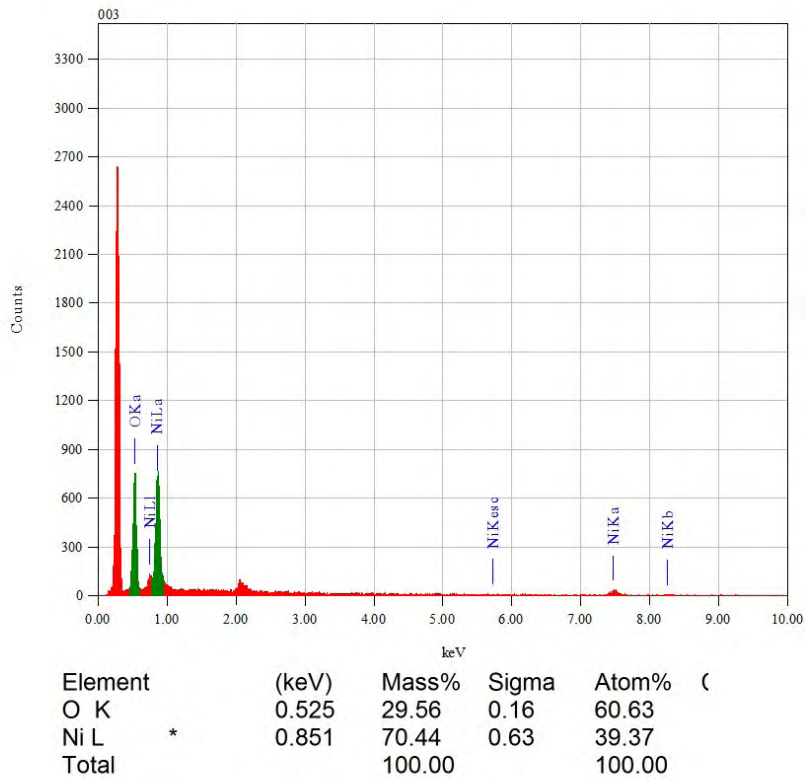 003
3300
3000
2700
2400
2100
1800
1500
1200
900
600
300
0
Counts
OKa
NiLl
NiLa
NiKesc
NiKa
NiKb
0.00 1.00 2.00 3.00 4.00 5.00 6.00 7.00 8.00 9.00 10.00
keV
Element (keV) Mass% Sigma Atom% (
O K 0.525 29.56 0.16 60.63
Ni L * 0.851 70.44 0.63 39.37
Total 100.00 100.00